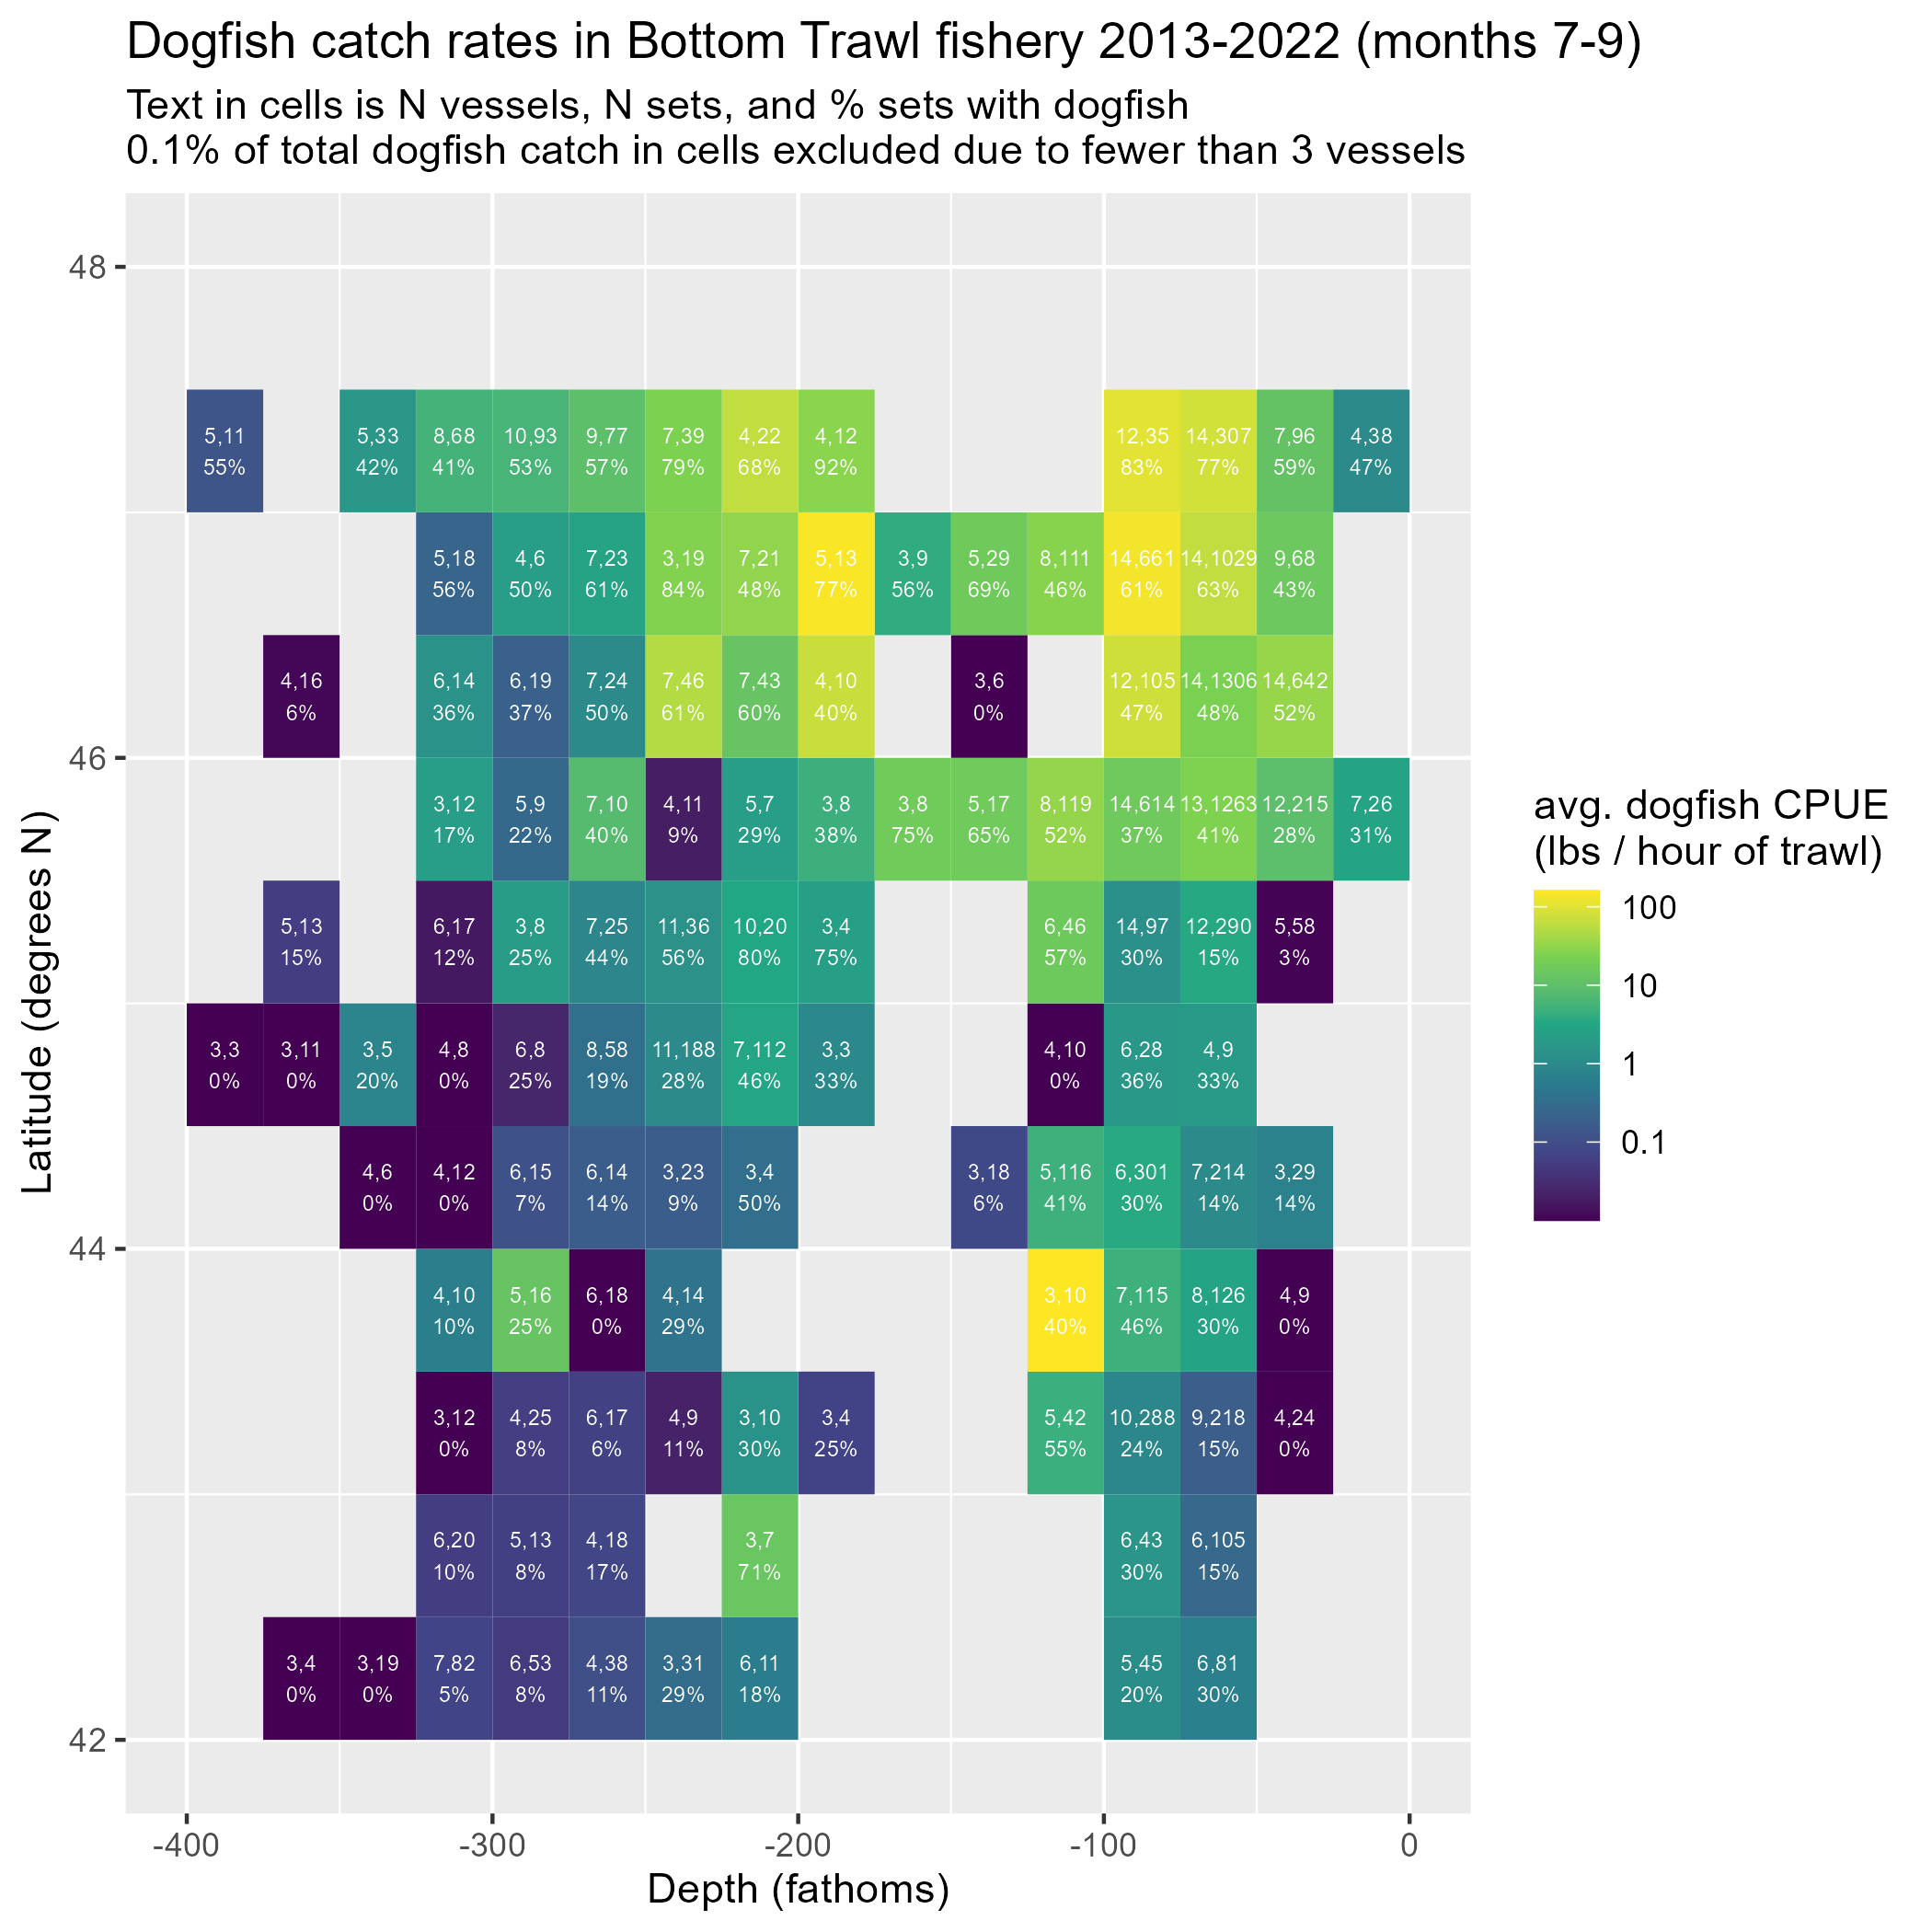 Dogfish catch rates in Bottom Trawl fishery 2013-2022 (months 7-9)
Text in cells is N vessels, N sets, and % sets with dogfish
0.1% of total dogfish catch in cells excluded due to fewer than 3 vessels
48
5,11 5,33 8,68 10,93 9,77 7,39 4,22 4,12 12,35 14,307 7,96 4,38
55% 42% 41% 53% 57% 79% 68% 92% 83% 77% 59% 47%
5,18 4,6 7,23 3,19 7,21 5,13 3,9 5,29 8,111 14,661 14,1029 9,68
56% 50% 61% 84% 48% 77% 56% 69% 46% 61% 63% 43%
4,16 6,14 6,19 7,24 7,46 7,43 4,10 3,6 12,105 14,1306 14,642
6% 36% 37% 50% 61% 60% 40% 0% 47% 48% 52%
46
3,12 5,9 7,10 4,11 5,7 3,8 3,8 5,17 8,119 14,614 13,1263 12,215 7,26
17% 22% 40% 9% 29% 38% 75% 65% 52% 37% 41% 28% 31%
5,13 6,17 3,8 7,25 11,36 10,20 3,4 6,46 14,97 12,290 5,58
15% 12% 25% 44% 56% 80% 75% 57% 30% 15% 3%
3,3 3,11 3,5 4,8 6,8 8,58 11,188 7,112 3,3 4,10 6,28 4,9
0% 0% 20% 0% 25% 19% 28% 46% 33% 0% 36% 33%
4,6 4,12 6,15 6,14 3,23 3,4 3,18 5,116 6,301 7,214 3,29
0% 0% 7% 14% 9% 50% 6% 41% 30% 14% 14%
44
4,10 5,16 6,18 4,14 3,10 7,115 8,126 4,9
10% 25% 0% 29% 40% 46% 30% 0%
3,12 4,25 6,17 4,9 3,10 3,4 5,42 10,288 9,218 4,24
0% 8% 6% 11% 30% 25% 55% 24% 15% 0%
6,20 5,13 4,18 3,7 6,43 6,105
10% 8% 17% 71% 30% 15%
3,4 3,19 7,82 6,53 4,38 3,31 6,11 5,45 6,81
0% 0% 5% 8% 11% 29% 18% 20% 30%
42
-400 -300 -200 -100 0
Depth (fathoms)
Latitude (degrees N)
avg. dogfish CPUE
(lbs / hour of trawl)
100
10
1
0.1